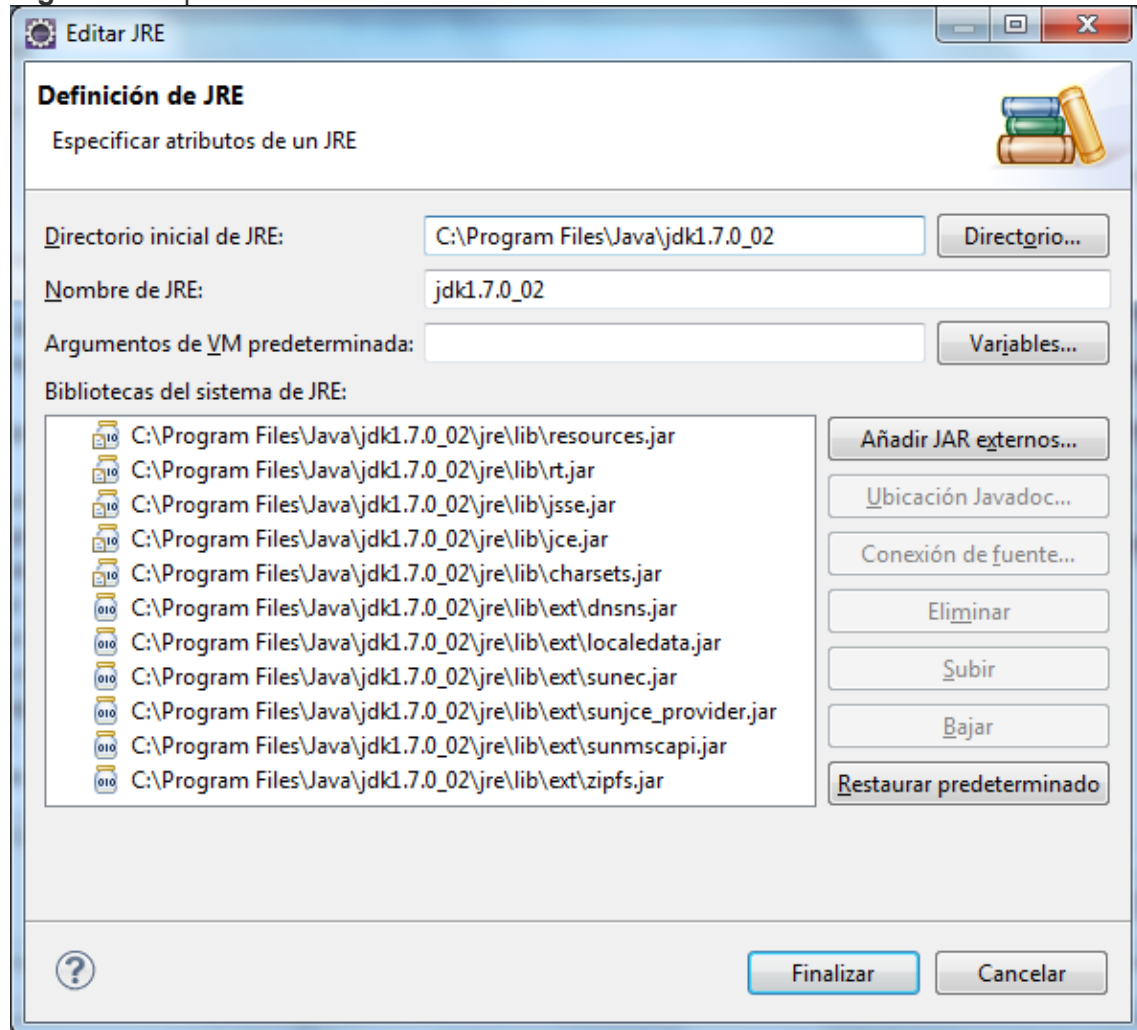 Editar JRE
Definición de JRE
Especificar atributos de un JRE
Directorio inicial de JRE: C:\Program Files\Java\jdk1.7.0_02 Directorio...
Nombre de JRE: jdk1.7.0_02
Argumentos de VM predeterminada: Variables...
Bibliotecas del sistema de JRE:
C:\Program Files\Java\jdk1.7.0_02\jre\lib\resources.jar
C:\Program Files\Java\jdk1.7.0_02\jre\lib\rt.jar
C:\Program Files\Java\jdk1.7.0_02\jre\lib\jsse.jar
C:\Program Files\Java\jdk1.7.0_02\jre\lib\jce.jar
C:\Program Files\Java\jdk1.7.0_02\jre\lib\charsets.jar
C:\Program Files\Java\jdk1.7.0_02\jre\lib\ext\dnsns.jar
C:\Program Files\Java\jdk1.7.0_02\jre\lib\ext\localedata.jar
C:\Program Files\Java\jdk1.7.0_02\jre\lib\ext\sunec.jar
C:\Program Files\Java\jdk1.7.0_02\jre\lib\ext\sunjce_provider.jar
C:\Program Files\Java\jdk1.7.0_02\jre\lib\ext\sunmscapi.jar
C:\Program Files\Java\jdk1.7.0_02\jre\lib\ext\zipfs.jar
Añadir JAR externos...
Ubicación Javadoc...
Conexión de fuente...
Eliminar
Subir
Bajar
Restaurar predeterminado
Finalizar Cancelar